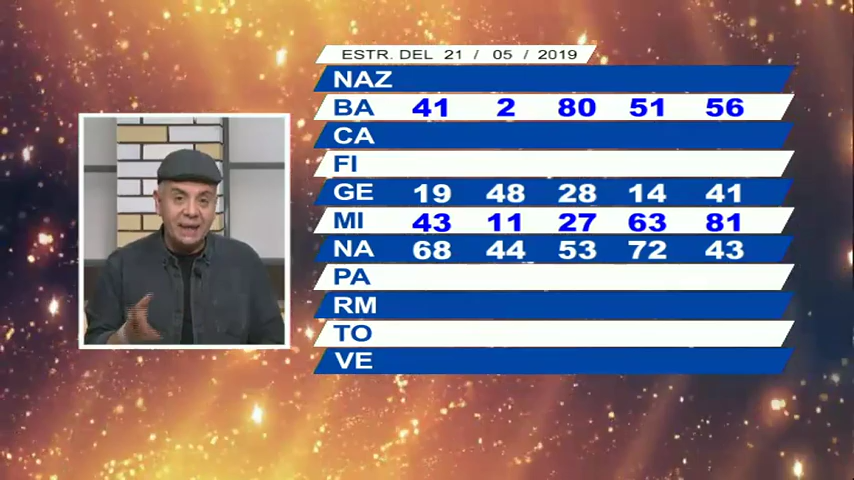 ESTR. DEL 21 / 05 / 2019
NAZ
BA 41 2 80 51 56
CA
FI
GE 19 48 28 14 41
MI 43 11 27 63 81
NA 68 44 53 72 43
PA
RM
TO
VE